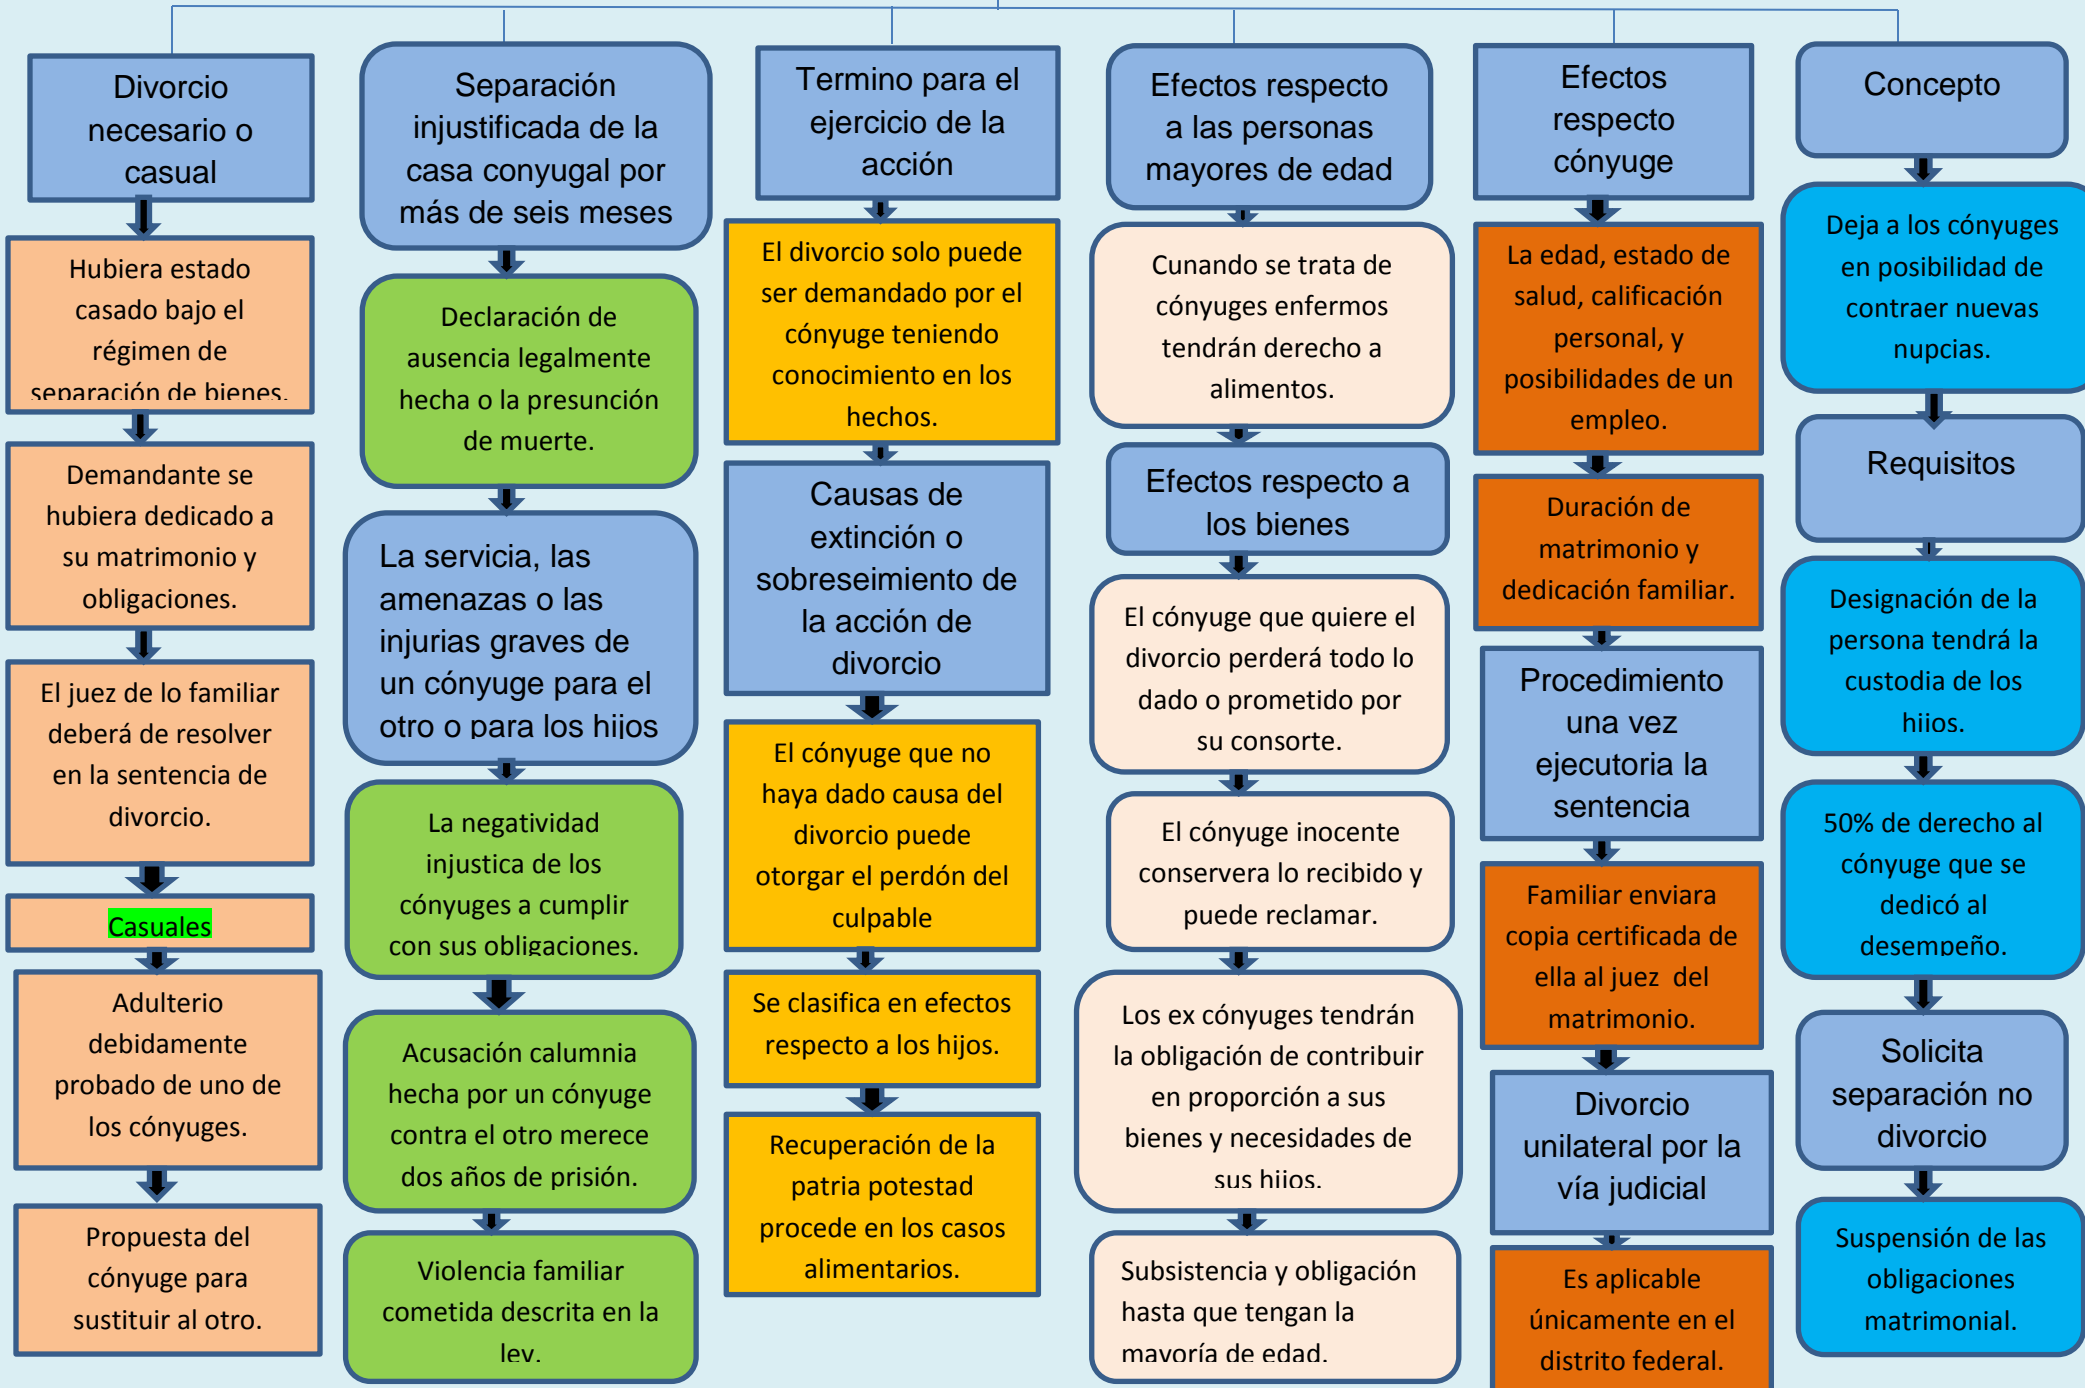 Divorcio
necesario o
casual
Hubiera estado
casado bajo el
régimen de
separación de bienes.
Demandante se
hubiera dedicado a
su matrimonio y
obligaciones.
El juez de lo familiar
deberá de resolver
en la sentencia de
divorcio.
Casuales
Adulterio
debidamente
probado de uno de
los cónyuges.
Propuesta del
cónyuge para
sustituir al otro.
Separación
injustificada de la
casa conyugal por
más de seis meses
Declaración de
ausencia legalmente
hecha o la presunción
de muerte.
La servicia, las
amenazas o las
injurias graves de
un cónyuge para el
otro o para los hijos
La negatividad
injustica de los
cónyuges a cumplir
con sus obligaciones.
Acusación calumnia
hecha por un cónyuge
contra el otro merece
dos años de prisión.
Violencia familiar
cometida descrita en la
ley.
Termino para el
ejercicio de la
acción
El divorcio solo puede
ser demandado por el
cónyuge teniendo
conocimiento en los
hechos.
Causas de
extinción o
sobreseimiento de
la acción de
divorcio
El cónyuge que no
haya dado causa del
divorcio puede
otorgar el perdón del
culpable
Se clasifica en efectos
respecto a los hijos.
Recuperación de la
patria potestad
procede en los casos
alimentarios.
Efectos respecto
a las personas
mayores de edad
Cunando se trata de
cónyuges enfermos
tendrán derecho a
alimentos.
Efectos respecto a
los bienes
El cónyuge que quiere el
divorcio perderá todo lo
dado o prometido por
su consorte.
El cónyuge inocente
conservera lo recibido y
puede reclamar.
Los ex cónyuges tendrán
la obligación de contribuir
en proporción a sus
bienes y necesidades de
sus hijos.
Subsistencia y obligación
hasta que tengan la
mayoría de edad.
Efectos
respecto
cónyuge
La edad, estado de
salud, calificación
personal, y
posibilidades de un
empleo.
Duración de
matrimonio y
dedicación familiar.
Procedimiento
una vez
ejecutoria la
sentencia
Familiar enviara
copia certificada de
ella al juez  del
matrimonio.
Divorcio
unilateral por la
vía judicial
Es aplicable
únicamente en el
distrito federal.
Concepto
Deja a los cónyuges
en posibilidad de
contraer nuevas
nupcias.
Requisitos
Designación de la
persona tendrá la
custodia de los
hijos.
50% de derecho al
cónyuge que se
dedicó al
desempeño.
Solicita
separación no
divorcio
Suspensión de las
obligaciones
matrimonial.